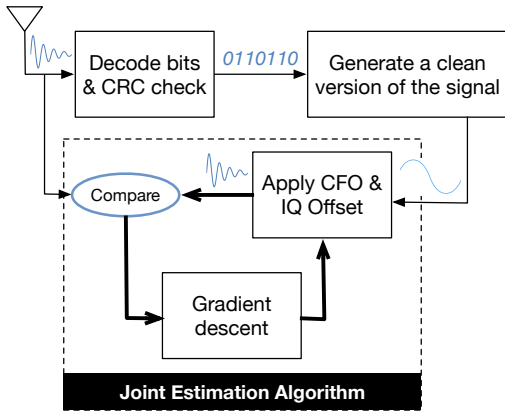 Decode bits
& CRC check
0110110
Generate a clean
version of the signal
Compare
Apply CFO &
IQ Offset
Gradient
descent
Joint Estimation Algorithm